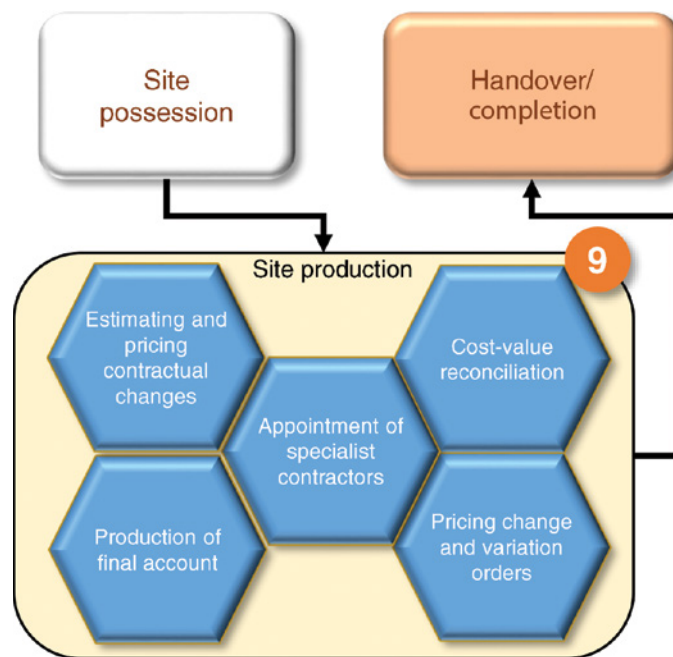 Site
possession
Handover/
completion
Site production
9
Estimating and
pricing
contractual
changes
Cost-value
reconciliation
Appointment of
specialist
contractors
Production of
final account
Pricing change
and variation
orders